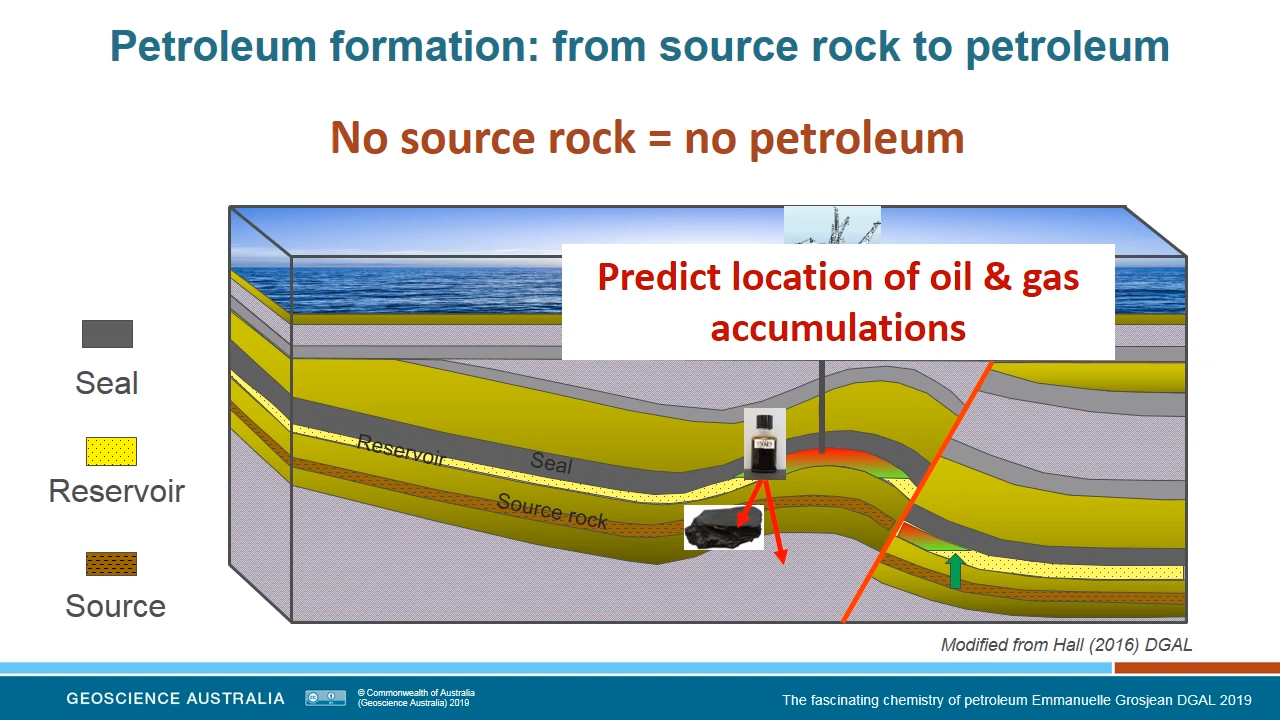 Petroleum formation: from source rock to petroleum
No source rock = no petroleum
Predict location of oil & gas
accumulations
Seal
Reservoir
Source
Reservoir
Seal
Source rock
Modified from Hall (2016) DGAL
GEOSCIENCE AUSTRALIA
© Commonwealth of Australia
(Geoscience Australia) 2019
The fascinating chemistry of petroleum Emmanuelle Grosjean DGAL 2019